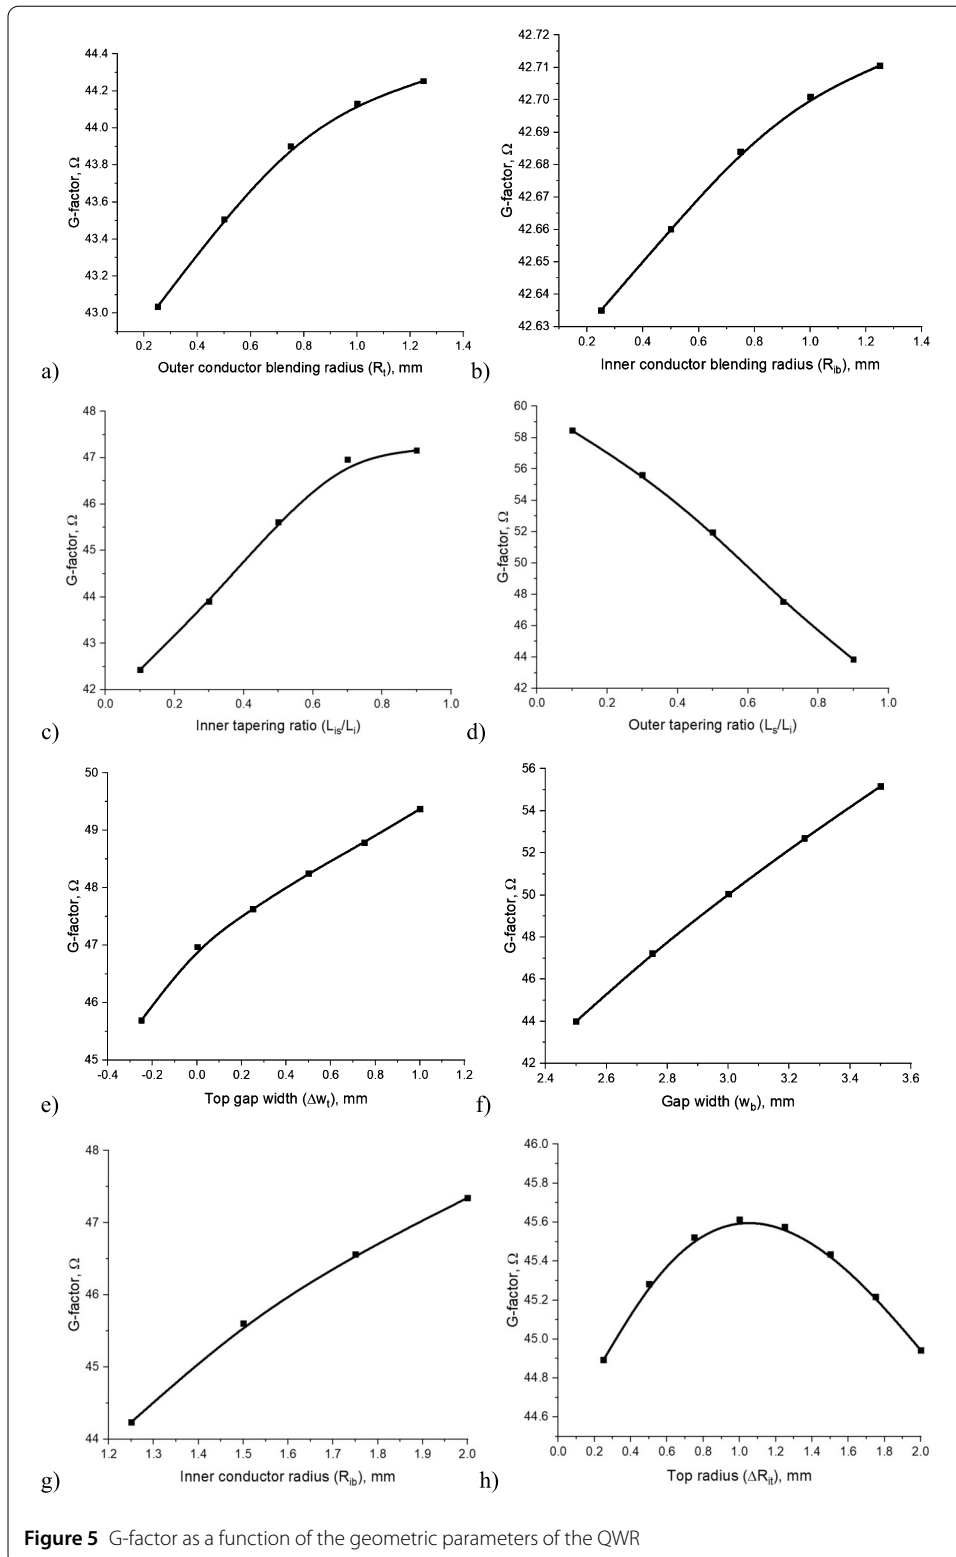 44.4
44.2
44.0
43.8
43.6
43.4
43.2
43.0
G-factor, Ω
0.2 0.4 0.6 0.8 1.0 1.2 1.4
Outer conductor blending radius (Rt), mm
a)
42.72
42.71
42.70
42.69
42.68
42.67
42.66
42.65
42.64
42.63
G-factor, Ω
0.2 0.4 0.6 0.8 1.0 1.2 1.4
Inner conductor blending radius (Rib), mm
b)
48
47
46
45
44
43
42
G-factor, Ω
0.0 0.2 0.4 0.6 0.8 1.0
Inner tapering ratio (Lis/Li)
c)
60
58
56
54
52
50
48
46
44
42
G-factor, Ω
0.0 0.2 0.4 0.6 0.8 1.0
Outer tapering ratio (Ls/Li)
d)
50
49
48
47
46
45
G-factor, Ω
-0.4 -0.2 0.0 0.2 0.4 0.6 0.8 1.0 1.2
Top gap width (Δwt), mm
e)
56
54
52
50
48
46
44
42
G-factor, Ω
2.4 2.6 2.8 3.0 3.2 3.4 3.6
Gap width (wb), mm
f)
48
47
46
45
44
G-factor, Ω
1.2 1.3 1.4 1.5 1.6 1.7 1.8 1.9 2.0
Inner conductor radius (Rib), mm
g)
46.0
45.8
45.6
45.4
45.2
45.0
44.8
44.6
G-factor, Ω
0.0 0.2 0.4 0.6 0.8 1.0 1.2 1.4 1.6 1.8 2.0
Top radius (ΔRit), mm
h)
Figure 5 G-factor as a function of the geometric parameters of the QWR